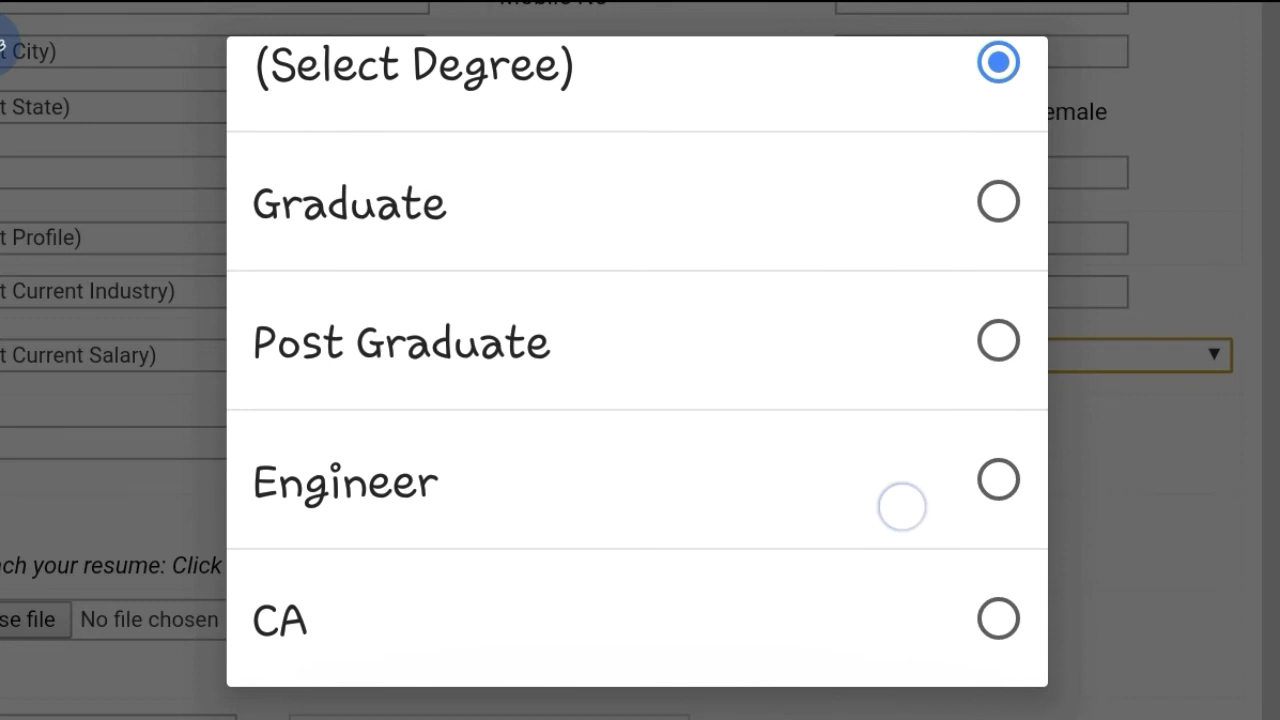 (Select Degree)
Graduate
Post Graduate
Engineer
CA
t City)
t State)
emale
t Profile)
t Current Industry)
t Current Salary)
ch your resume: Click
se file
No file chosen